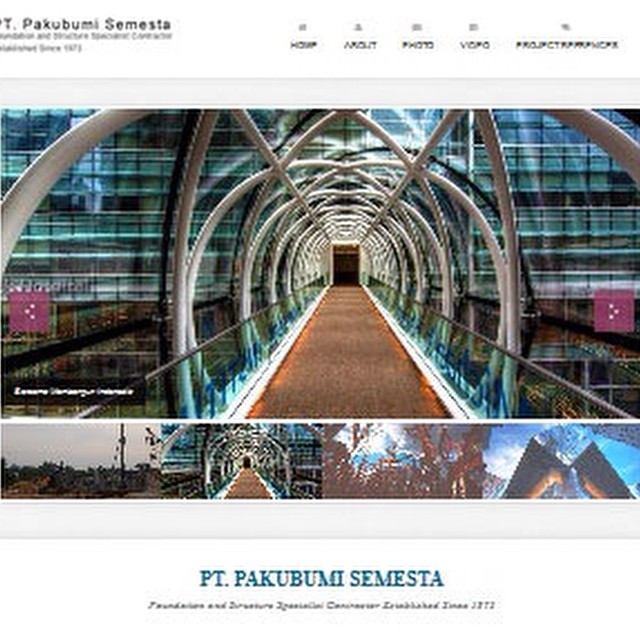 PT. Pakubumi Semesta
Foundation and Structure Specialist Contractor
Established Since 1973
HOME ABOUT PHOTO VIDEO PROJECT REFERENCES
Bersama Membangun Indonesia
PT. PAKUBUMI SEMESTA
Foundation and Structure Specialist Contractor Established Since 1973